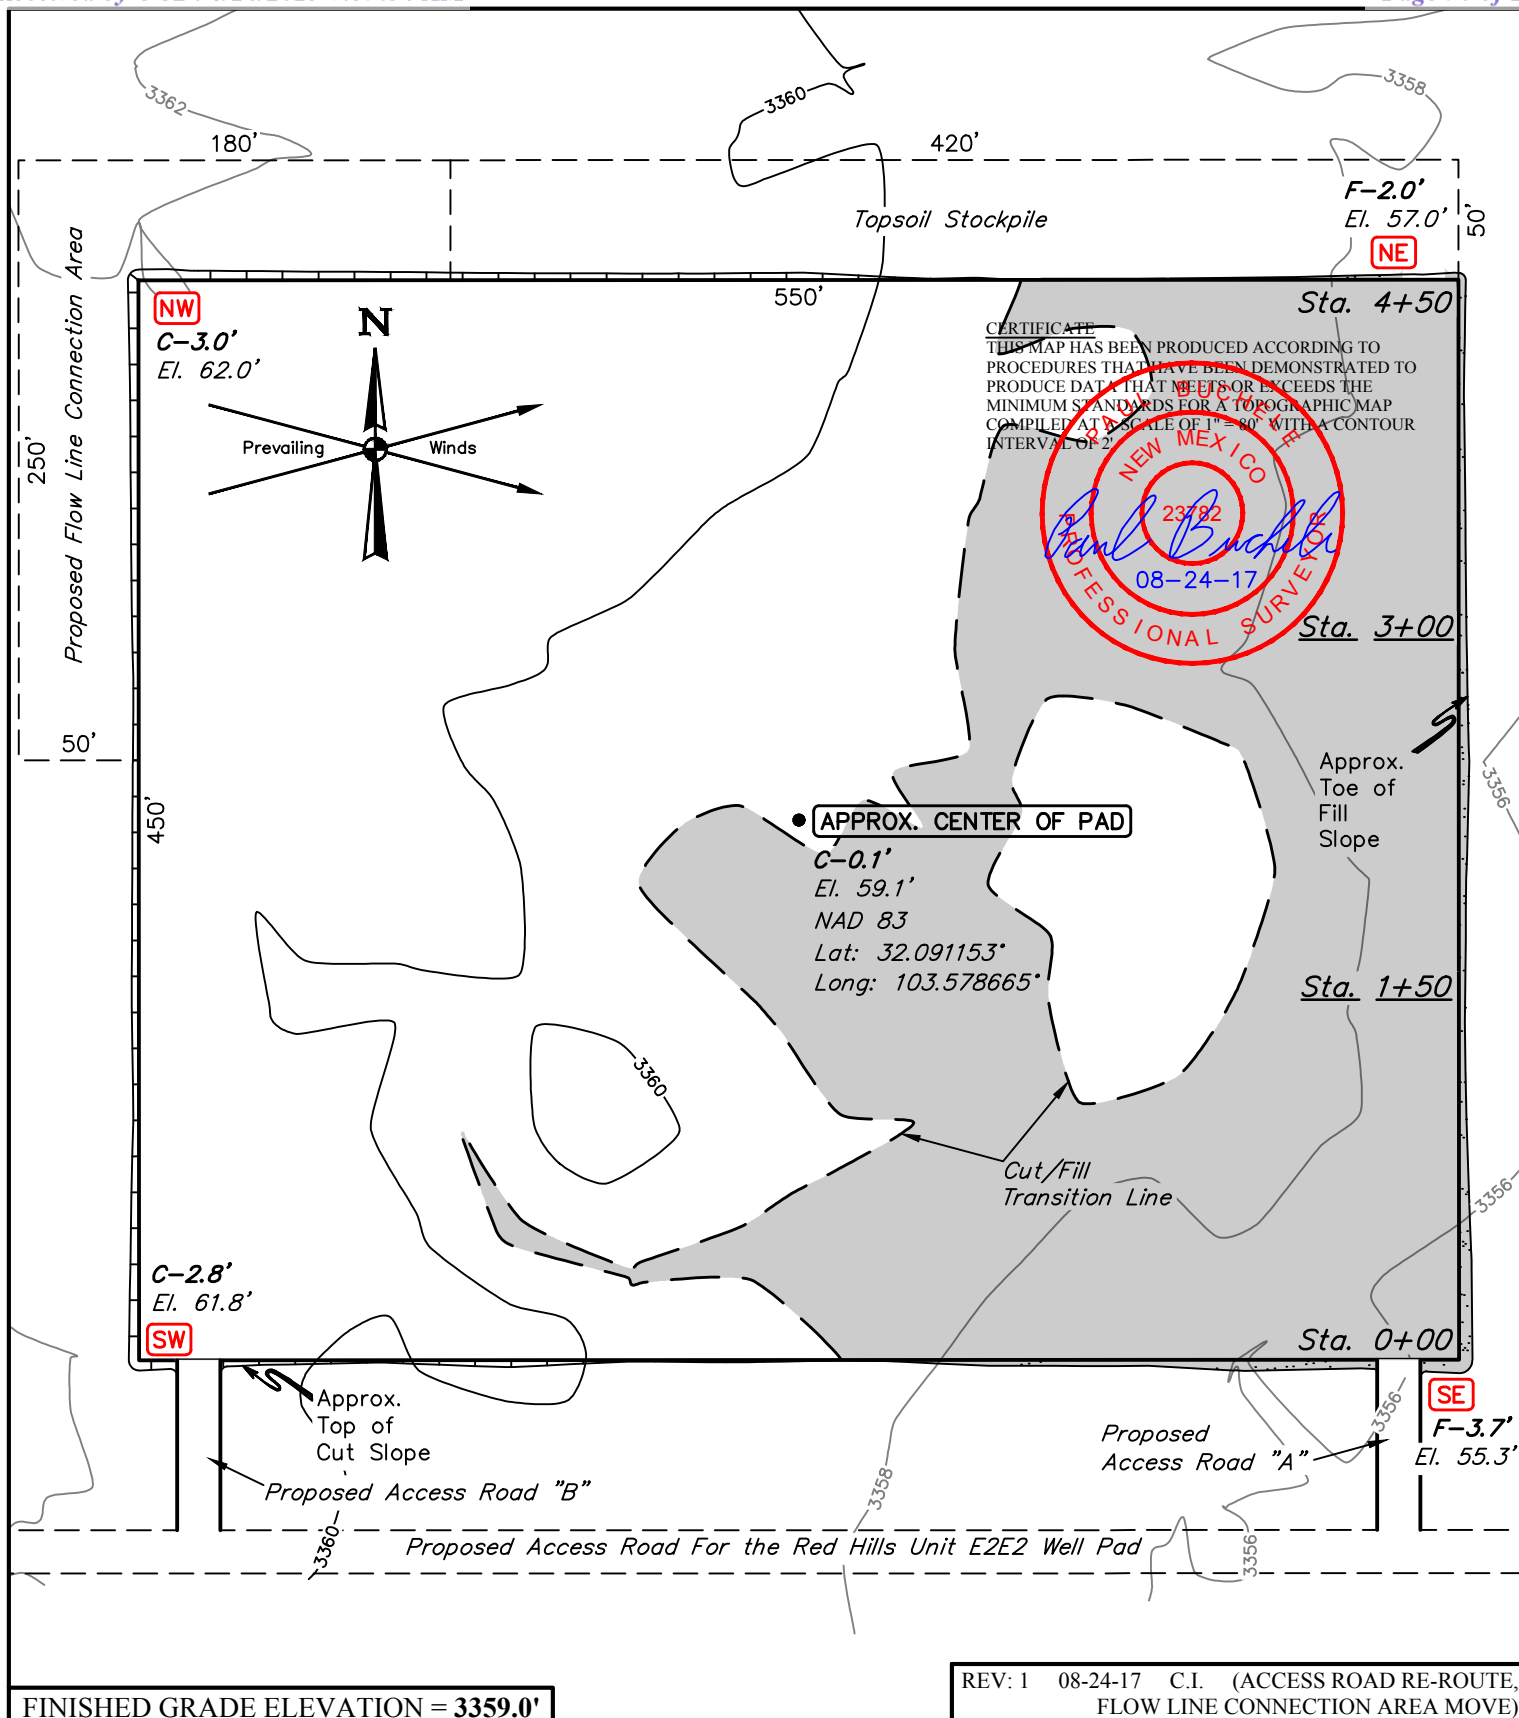 3362
3360
3358
180'
420'
F-2.0'
El. 57.0'
50'
NE
Topsoil Stockpile
Proposed Flow Line Connection Area
250'
50'
550'
NW
C-3.0'
El. 62.0'
N
Prevailing Winds
Sta. 4+50
CERTIFICATE
THIS MAP HAS BEEN PRODUCED ACCORDING TO
PROCEDURES THAT HAVE BEEN DEMONSTRATED TO
PRODUCE DATA THAT MEETS OR EXCEEDS THE
MINIMUM STANDARDS FOR A TOPOGRAPHIC MAP
COMPILED AT A SCALE OF 1" = 80' WITH A CONTOUR
INTERVAL OF 2'.
PAUL BUCHELE
NEW MEXICO
23782
PROFESSIONAL SURVEYOR
Paul Buchele
08-24-17
Sta. 3+00
Approx.
Toe of
Fill
Slope
3356
450'
APPROX. CENTER OF PAD
C-0.1'
El. 59.1'
NAD 83
Lat: 32.091153°
Long: 103.578665°
Sta. 1+50
3360
Cut/Fill
Transition Line
3356
C-2.8'
El. 61.8'
SW
Sta. 0+00
SE
F-3.7'
El. 55.3'
Approx.
Top of
Cut Slope
Proposed Access Road "B"
Proposed
Access Road "A"
3356
3358
3360
3356
Proposed Access Road For the Red Hills Unit E2E2 Well Pad
FINISHED GRADE ELEVATION = 3359.0'
REV: 1 08-24-17 C.I. (ACCESS ROAD RE-ROUTE,
FLOW LINE CONNECTION AREA MOVE)